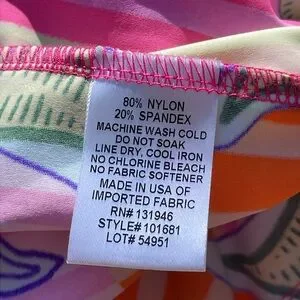 80% NYLON
20% SPANDEX
MACHINE WASH COLD
DO NOT SOAK
LINE DRY, COOL IRON
NO CHLORINE BLEACH
NO FABRIC SOFTENER
MADE IN USA OF
IMPORTED FABRIC
RN# 131946
STYLE# 101681
LOT# 54951